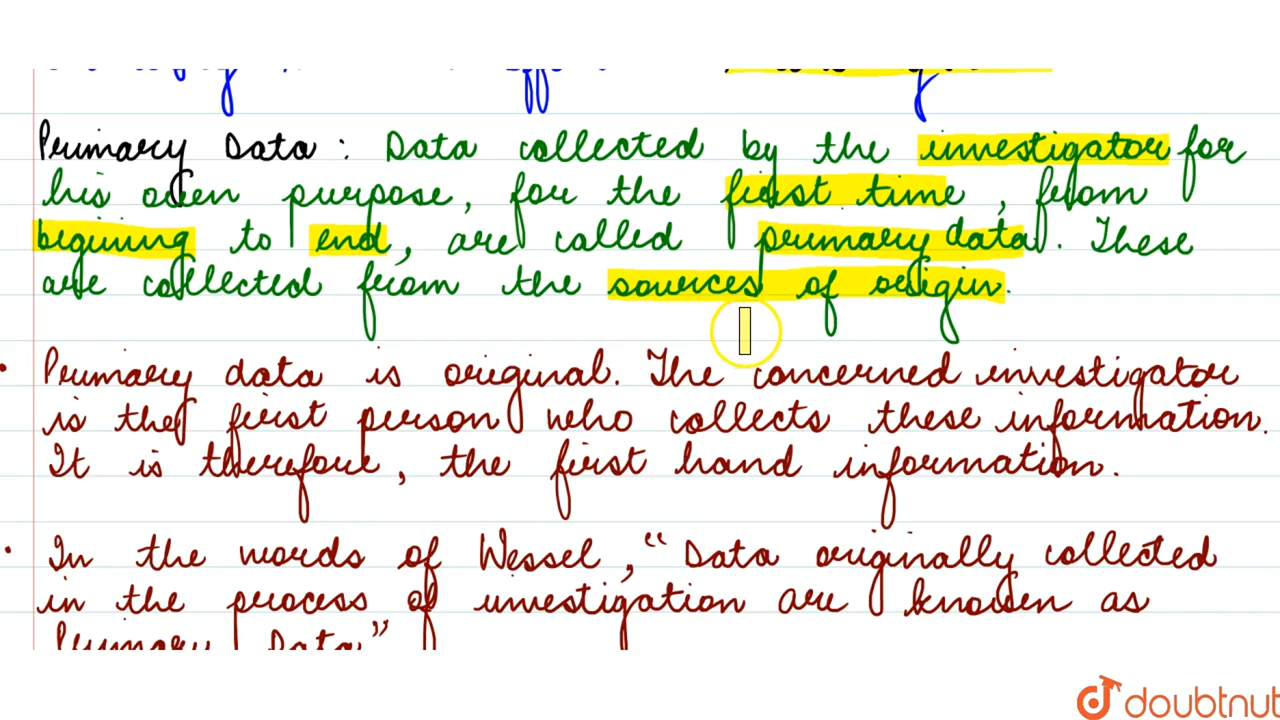 Primary Data : Data collected by the investigator for
his own purpose, for the first time, from
begining to end, are called primary data. These
are collected from the sources of origin.
• Primary data is original. The concerned investigator
is the first person who collects these information.
It is therefore, the first hand information.
• In the words of Wessel, “Data originally collected
in the process of investigation are known as
Primary Data”
doubtnut